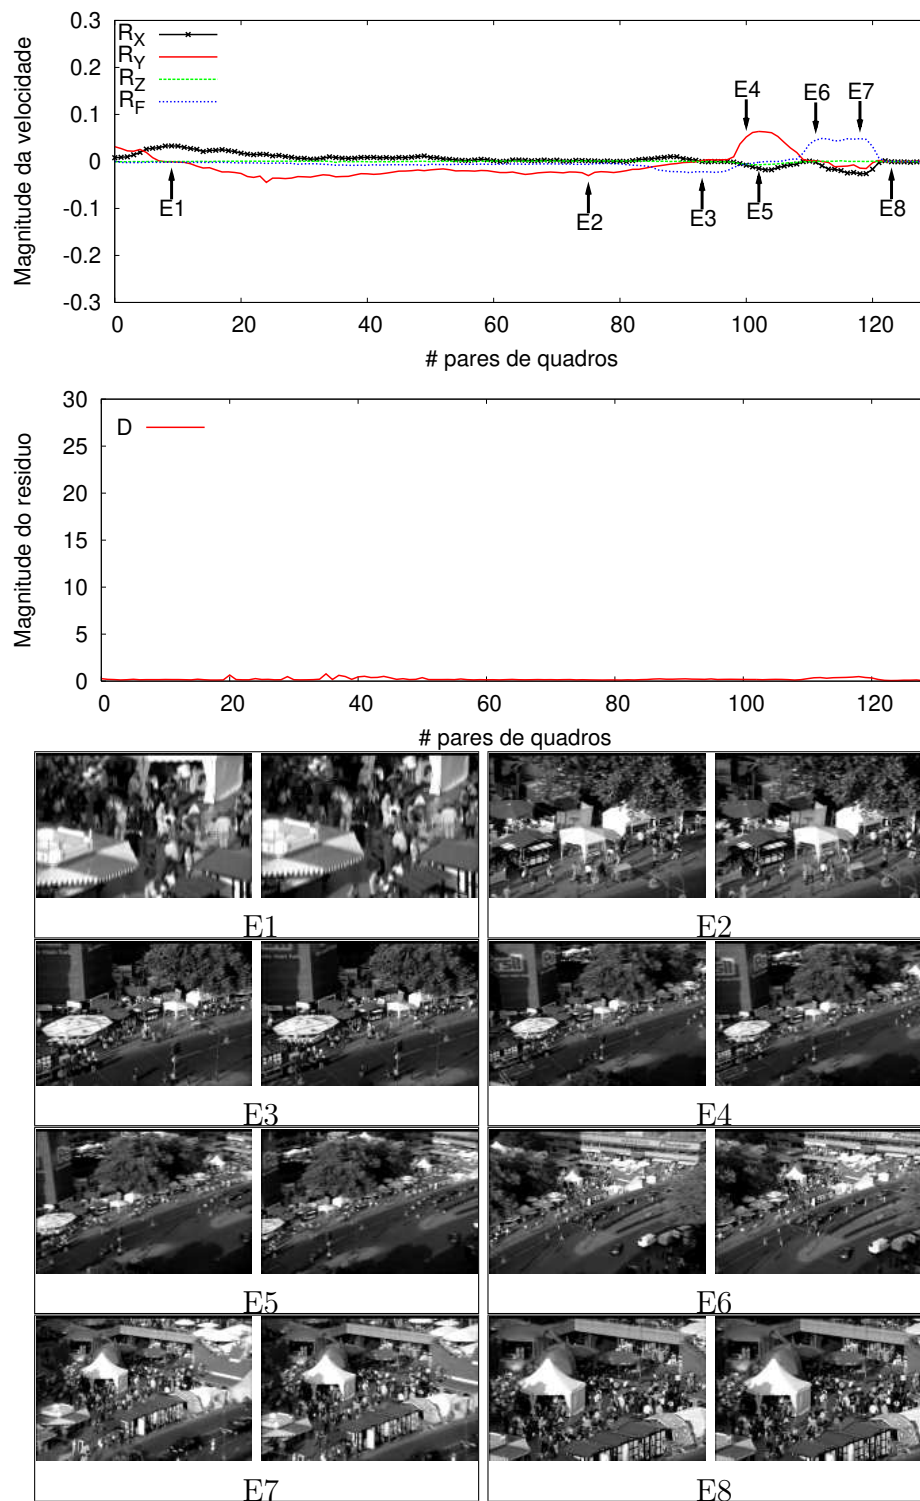 0.3
0.2
0.1
0
-0.1
-0.2
-0.3
Magnitude da velocidade
R_X
R_Y
R_Z
R_F
E1
E2
E3
E4
E5
E6
E7
E8
0 20 40 60 80 100 120
# pares de quadros
30
25
20
15
10
5
0
Magnitude do residuo
D
0 20 40 60 80 100 120
# pares de quadros
E1
E2
E3
E4
E5
E6
E7
E8